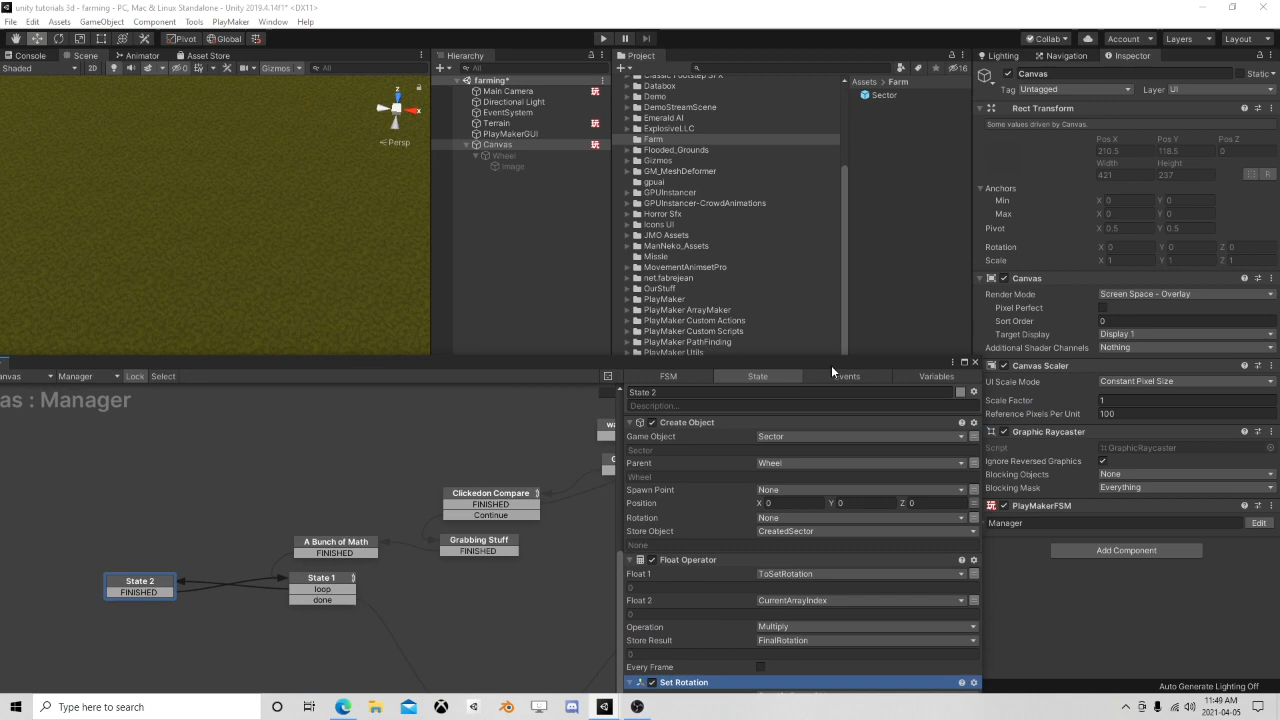 unity tutorials 3d - farming - PC, Mac & Linux Standalone - Unity 2019.4.14f1* <DX11>
File Edit Assets GameObject Component Tools PlayMaker Window Help
Pivot Global Collab Account Layers Layout
Console Scene Animator Asset Store
Shaded 2D 0 Gizmos All
z
x
Persp
Hierarchy
All
farming*
Main Camera
Directional Light
EventSystem
Terrain
PlayMakerGUI
Canvas
Wheel
Image
Project
16
Classic Footstep SFX
Databox
Demo
DemoStreamScene
Emerald AI
ExplosiveLLC
Farm
Flooded_Grounds
Gizmos
GM_MeshDeformer
gpuai
GPUInstancer
GPUInstancer-CrowdAnimations
Horror Sfx
Icons UI
JMO Assets
ManNeko_Assets
Missle
MovementAnimsetPro
net.fabrejean
OurStuff
PlayMaker
PlayMaker ArrayMaker
PlayMaker Custom Actions
PlayMaker Custom Scripts
PlayMaker PathFinding
PlayMaker Utils
Assets Farm
Sector
Lighting Navigation Inspector
Canvas Static
Tag Untagged Layer UI
Rect Transform
Some values driven by Canvas.
Pos X Pos Y Pos Z
210.5 118.5 0
Width Height
421 237 R
Anchors
Min X 0 Y 0
Max X 0 Y 0
Pivot X 0.5 Y 0.5
Rotation X 0 Y 0 Z 0
Scale X 1 Y 1 Z 1
Canvas
Render Mode Screen Space - Overlay
Pixel Perfect
Sort Order 0
Target Display Display 1
Additional Shader Channels Nothing
Canvas Scaler
UI Scale Mode Constant Pixel Size
Scale Factor 1
Reference Pixels Per Unit 100
Graphic Raycaster
Script GraphicRaycaster
Ignore Reversed Graphics
Blocking Objects None
Blocking Mask Everything
PlayMakerFSM
Manager Edit
Add Component
Auto Generate Lighting Off
anvas Manager Lock Select
as : Manager
wa
G
Clickedon Compare
FINISHED
Continue
Grabbing Stuff
FINISHED
A Bunch of Math
FINISHED
State 1
loop
done
State 2
FINISHED
FSM State Events Variables
State 2
Description...
Create Object
Game Object Sector
Sector
Parent Wheel
Wheel
Spawn Point None
Position X 0 Y 0 Z 0
Rotation None
Store Object CreatedSector
None
Float Operator
Float 1 ToSetRotation
0
Float 2 CurrentArrayIndex
0
Operation Multiply
Store Result FinalRotation
0
Every Frame
Set Rotation
Type here to search
11:49 AM
2021-04-05